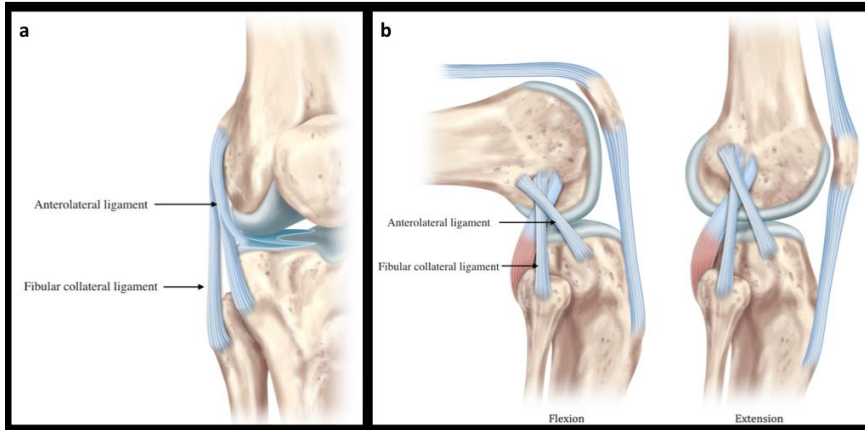 a
Anterolateral ligament
Fibular collateral ligament
b
Anterolateral ligament
Fibular collateral ligament
Flexion
Extension